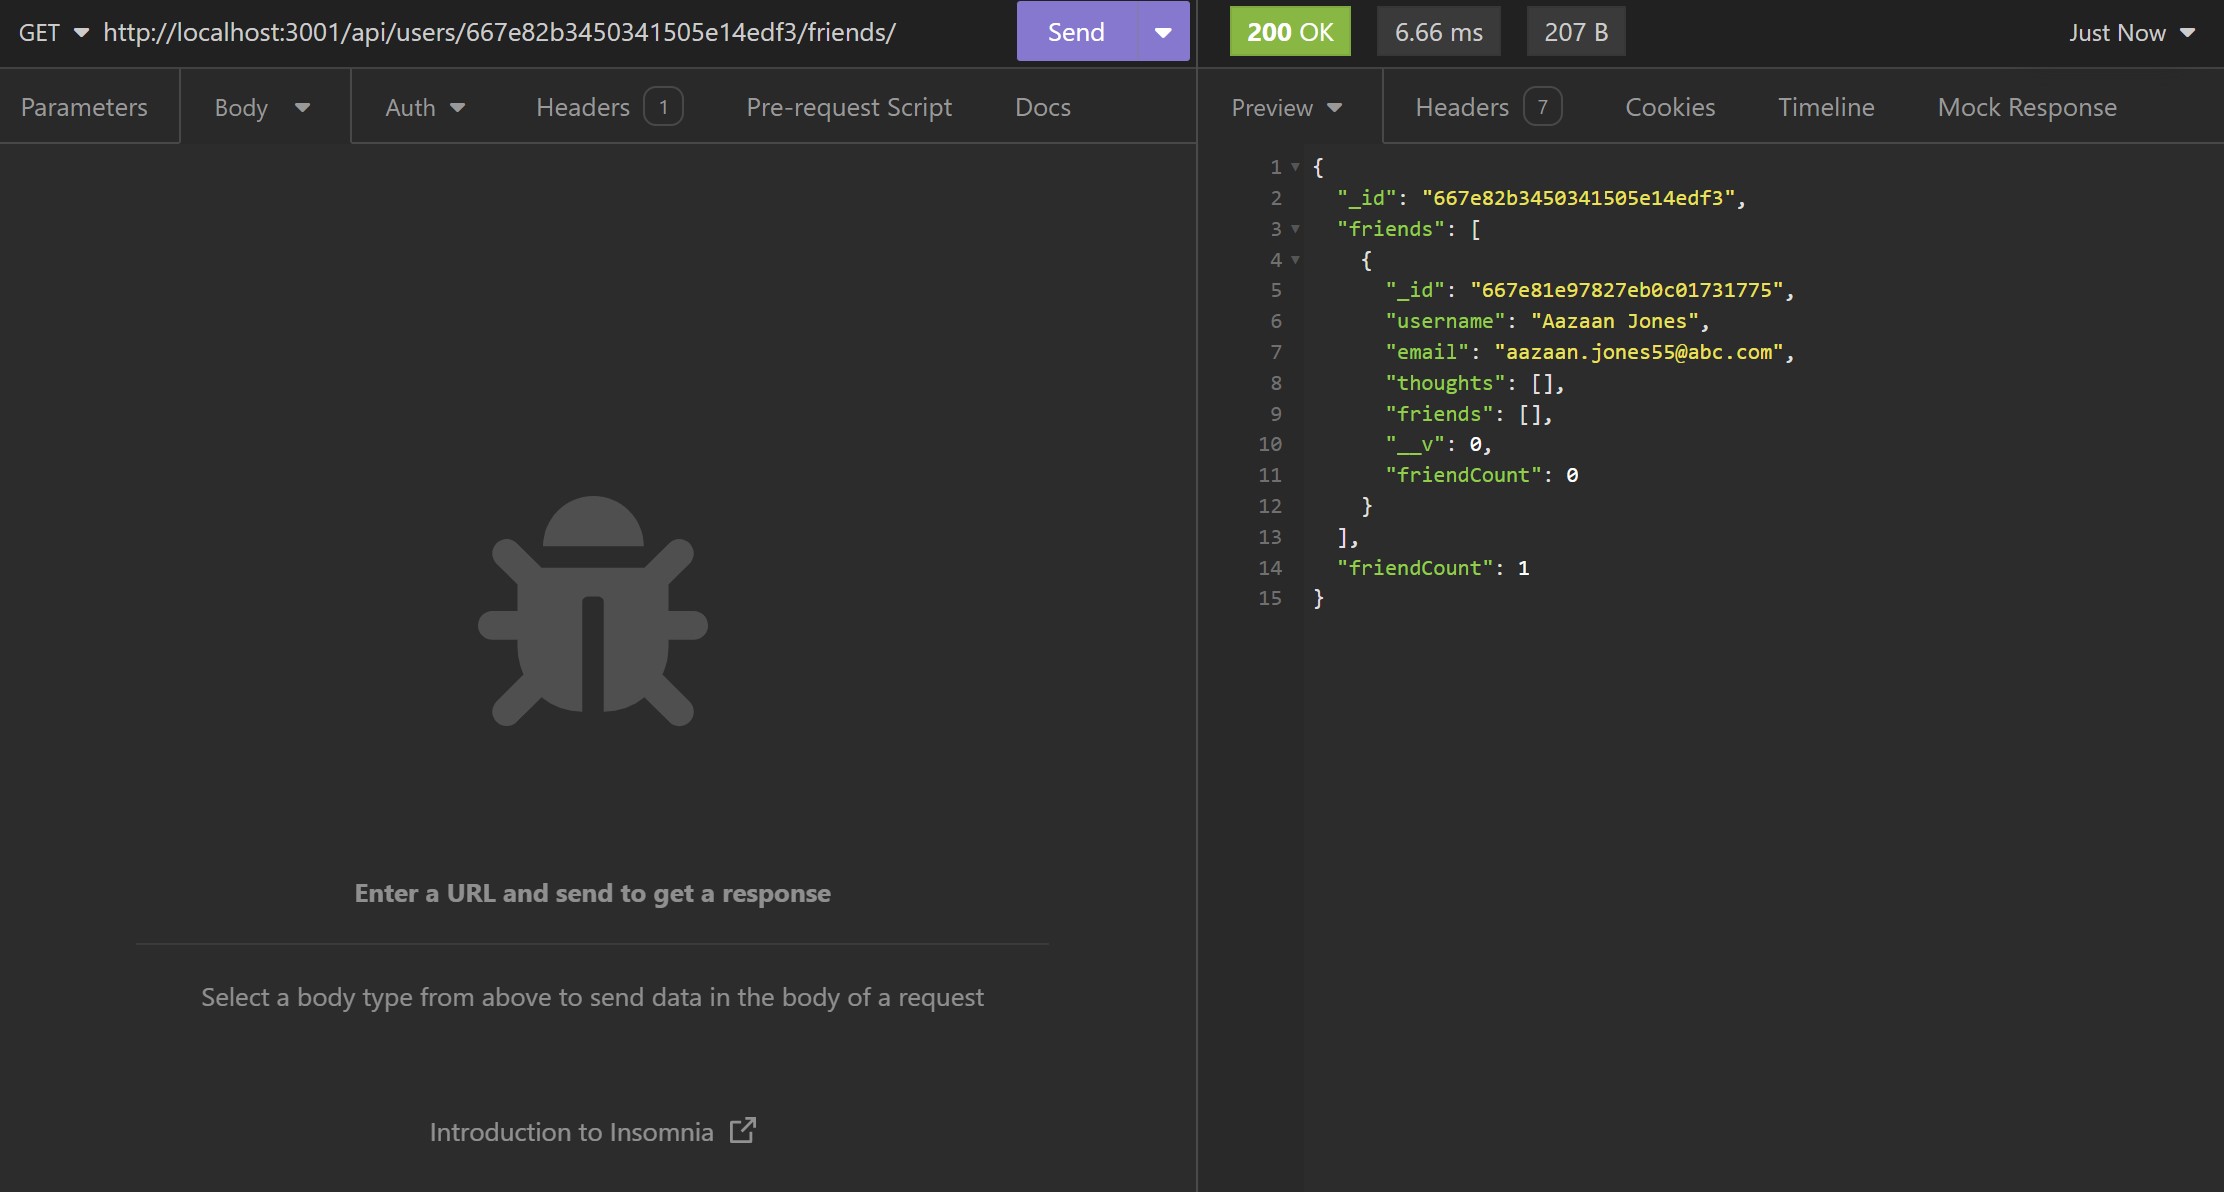 GET http://localhost:3001/api/users/667e82b3450341505e14edf3/friends/ Send
Parameters Body Auth Headers 1 Pre-request Script Docs
Enter a URL and send to get a response
Select a body type from above to send data in the body of a request
Introduction to Insomnia
200 OK 6.66 ms 207 B Just Now
Preview Headers 7 Cookies Timeline Mock Response
1 {
2 "_id": "667e82b3450341505e14edf3",
3 "friends": [
4 {
5 "_id": "667e81e97827eb0c01731775",
6 "username": "Aazaan Jones",
7 "email": "aazaan.jones55@abc.com",
8 "thoughts": [],
9 "friends": [],
10 "__v": 0,
11 "friendCount": 0
12 }
13 ],
14 "friendCount": 1
15 }